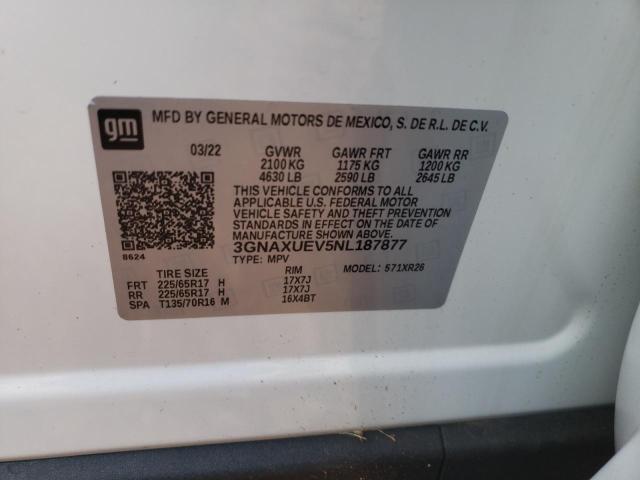 gm
MFD BY GENERAL MOTORS DE MEXICO, S. DE R.L. DE C.V.
03/22 GVWR GAWR FRT GAWR RR
2100 KG 1175 KG 1200 KG
4630 LB 2590 LB 2645 LB
THIS VEHICLE CONFORMS TO ALL
APPLICABLE U.S. FEDERAL MOTOR
VEHICLE SAFETY AND THEFT PREVENTION
STANDARDS IN EFFECT ON THE DATE OF
MANUFACTURE SHOWN ABOVE.
3GNAXUEV5NL187877
8624 TYPE: MPV MODEL: 571XR26
TIRE SIZE RIM
FRT 225/65R17 H 17X7J
RR 225/65R17 H 17X7J
SPA T135/70R16 M 16X4BT